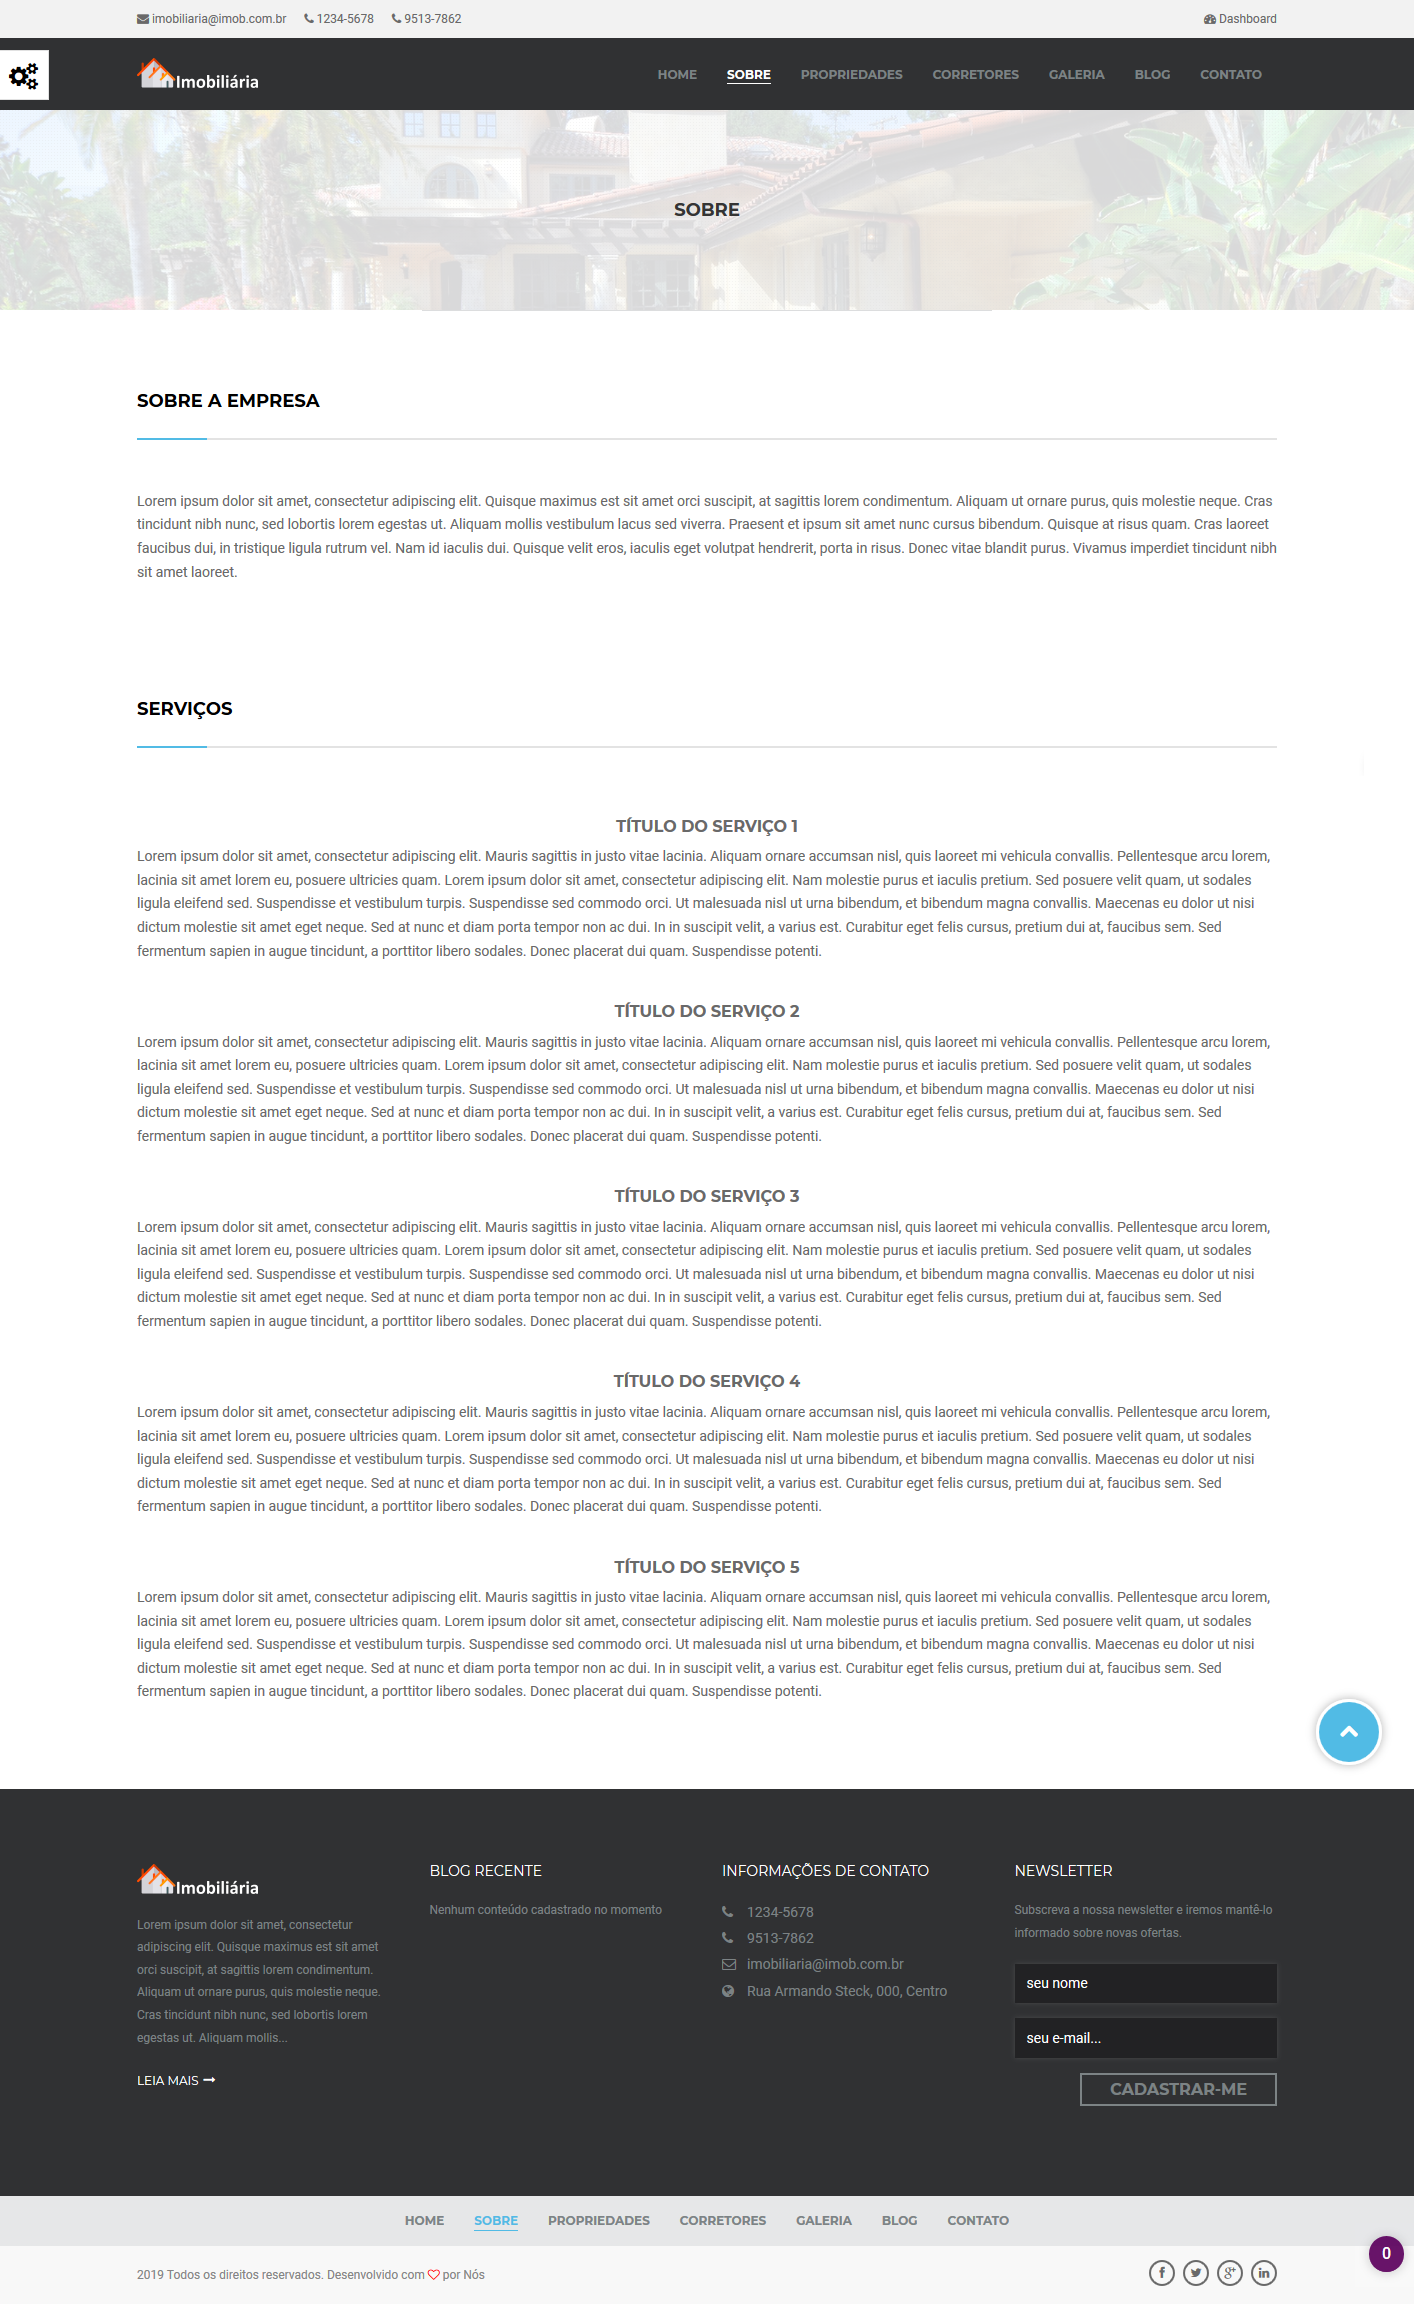 imobiliaria@imob.com.br 1234-5678 9513-7862 Dashboard
Imobiliária
HOME SOBRE PROPRIEDADES CORRETORES GALERIA BLOG CONTATO
SOBRE
SOBRE A EMPRESA
Lorem ipsum dolor sit amet, consectetur adipiscing elit. Quisque maximus est sit amet orci suscipit, at sagittis lorem condimentum. Aliquam ut ornare purus, quis molestie neque. Cras
tincidunt nibh nunc, sed lobortis lorem egestas ut. Aliquam mollis vestibulum lacus sed viverra. Praesent et ipsum sit amet nunc cursus bibendum. Quisque at risus quam. Cras laoreet
faucibus dui, in tristique ligula rutrum vel. Nam id iaculis dui. Quisque velit eros, iaculis eget volutpat hendrerit, porta in risus. Donec vitae blandit purus. Vivamus imperdiet tincidunt nibh
sit amet laoreet.
SERVIÇOS
TÍTULO DO SERVIÇO 1
Lorem ipsum dolor sit amet, consectetur adipiscing elit. Mauris sagittis in justo vitae lacinia. Aliquam ornare accumsan nisl, quis laoreet mi vehicula convallis. Pellentesque arcu lorem,
lacinia sit amet lorem eu, posuere ultricies quam. Lorem ipsum dolor sit amet, consectetur adipiscing elit. Nam molestie purus et iaculis pretium. Sed posuere velit quam, ut sodales
ligula eleifend sed. Suspendisse et vestibulum turpis. Suspendisse sed commodo orci. Ut malesuada nisl ut urna bibendum, et bibendum magna convallis. Maecenas eu dolor ut nisi
dictum molestie sit amet eget neque. Sed at nunc et diam porta tempor non ac dui. In in suscipit velit, a varius est. Curabitur eget felis cursus, pretium dui at, faucibus sem. Sed
fermentum sapien in augue tincidunt, a porttitor libero sodales. Donec placerat dui quam. Suspendisse potenti.
TÍTULO DO SERVIÇO 2
Lorem ipsum dolor sit amet, consectetur adipiscing elit. Mauris sagittis in justo vitae lacinia. Aliquam ornare accumsan nisl, quis laoreet mi vehicula convallis. Pellentesque arcu lorem,
lacinia sit amet lorem eu, posuere ultricies quam. Lorem ipsum dolor sit amet, consectetur adipiscing elit. Nam molestie purus et iaculis pretium. Sed posuere velit quam, ut sodales
ligula eleifend sed. Suspendisse et vestibulum turpis. Suspendisse sed commodo orci. Ut malesuada nisl ut urna bibendum, et bibendum magna convallis. Maecenas eu dolor ut nisi
dictum molestie sit amet eget neque. Sed at nunc et diam porta tempor non ac dui. In in suscipit velit, a varius est. Curabitur eget felis cursus, pretium dui at, faucibus sem. Sed
fermentum sapien in augue tincidunt, a porttitor libero sodales. Donec placerat dui quam. Suspendisse potenti.
TÍTULO DO SERVIÇO 3
Lorem ipsum dolor sit amet, consectetur adipiscing elit. Mauris sagittis in justo vitae lacinia. Aliquam ornare accumsan nisl, quis laoreet mi vehicula convallis. Pellentesque arcu lorem,
lacinia sit amet lorem eu, posuere ultricies quam. Lorem ipsum dolor sit amet, consectetur adipiscing elit. Nam molestie purus et iaculis pretium. Sed posuere velit quam, ut sodales
ligula eleifend sed. Suspendisse et vestibulum turpis. Suspendisse sed commodo orci. Ut malesuada nisl ut urna bibendum, et bibendum magna convallis. Maecenas eu dolor ut nisi
dictum molestie sit amet eget neque. Sed at nunc et diam porta tempor non ac dui. In in suscipit velit, a varius est. Curabitur eget felis cursus, pretium dui at, faucibus sem. Sed
fermentum sapien in augue tincidunt, a porttitor libero sodales. Donec placerat dui quam. Suspendisse potenti.
TÍTULO DO SERVIÇO 4
Lorem ipsum dolor sit amet, consectetur adipiscing elit. Mauris sagittis in justo vitae lacinia. Aliquam ornare accumsan nisl, quis laoreet mi vehicula convallis. Pellentesque arcu lorem,
lacinia sit amet lorem eu, posuere ultricies quam. Lorem ipsum dolor sit amet, consectetur adipiscing elit. Nam molestie purus et iaculis pretium. Sed posuere velit quam, ut sodales
ligula eleifend sed. Suspendisse et vestibulum turpis. Suspendisse sed commodo orci. Ut malesuada nisl ut urna bibendum, et bibendum magna convallis. Maecenas eu dolor ut nisi
dictum molestie sit amet eget neque. Sed at nunc et diam porta tempor non ac dui. In in suscipit velit, a varius est. Curabitur eget felis cursus, pretium dui at, faucibus sem. Sed
fermentum sapien in augue tincidunt, a porttitor libero sodales. Donec placerat dui quam. Suspendisse potenti.
TÍTULO DO SERVIÇO 5
Lorem ipsum dolor sit amet, consectetur adipiscing elit. Mauris sagittis in justo vitae lacinia. Aliquam ornare accumsan nisl, quis laoreet mi vehicula convallis. Pellentesque arcu lorem,
lacinia sit amet lorem eu, posuere ultricies quam. Lorem ipsum dolor sit amet, consectetur adipiscing elit. Nam molestie purus et iaculis pretium. Sed posuere velit quam, ut sodales
ligula eleifend sed. Suspendisse et vestibulum turpis. Suspendisse sed commodo orci. Ut malesuada nisl ut urna bibendum, et bibendum magna convallis. Maecenas eu dolor ut nisi
dictum molestie sit amet eget neque. Sed at nunc et diam porta tempor non ac dui. In in suscipit velit, a varius est. Curabitur eget felis cursus, pretium dui at, faucibus sem. Sed
fermentum sapien in augue tincidunt, a porttitor libero sodales. Donec placerat dui quam. Suspendisse potenti.
Imobiliária
Lorem ipsum dolor sit amet, consectetur
adipiscing elit. Quisque maximus est sit amet
orci suscipit, at sagittis lorem condimentum.
Aliquam ut ornare purus, quis molestie neque.
Cras tincidunt nibh nunc, sed lobortis lorem
egestas ut. Aliquam mollis...
LEIA MAIS
BLOG RECENTE
Nenhum conteúdo cadastrado no momento
INFORMAÇÕES DE CONTATO
1234-5678
9513-7862
imobiliaria@imob.com.br
Rua Armando Steck, 000, Centro
NEWSLETTER
Subscreva a nossa newsletter e iremos mantê-lo
informado sobre novas ofertas.
seu nome
seu e-mail...
CADASTRAR-ME
HOME SOBRE PROPRIEDADES CORRETORES GALERIA BLOG CONTATO
0
2019 Todos os direitos reservados. Desenvolvido com por Nós